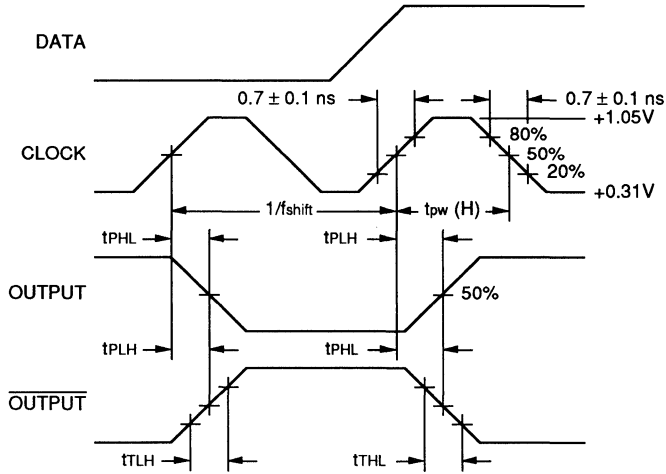 DATA
0.7 ± 0.1 ns
0.7 ± 0.1 ns
+1.05V
CLOCK
80%
50%
20%
+0.31V
1/fshift
tpw (H)
tPHL
tPLH
OUTPUT
50%
tPLH
tPHL
OUTPUT
tTLH
tTHL